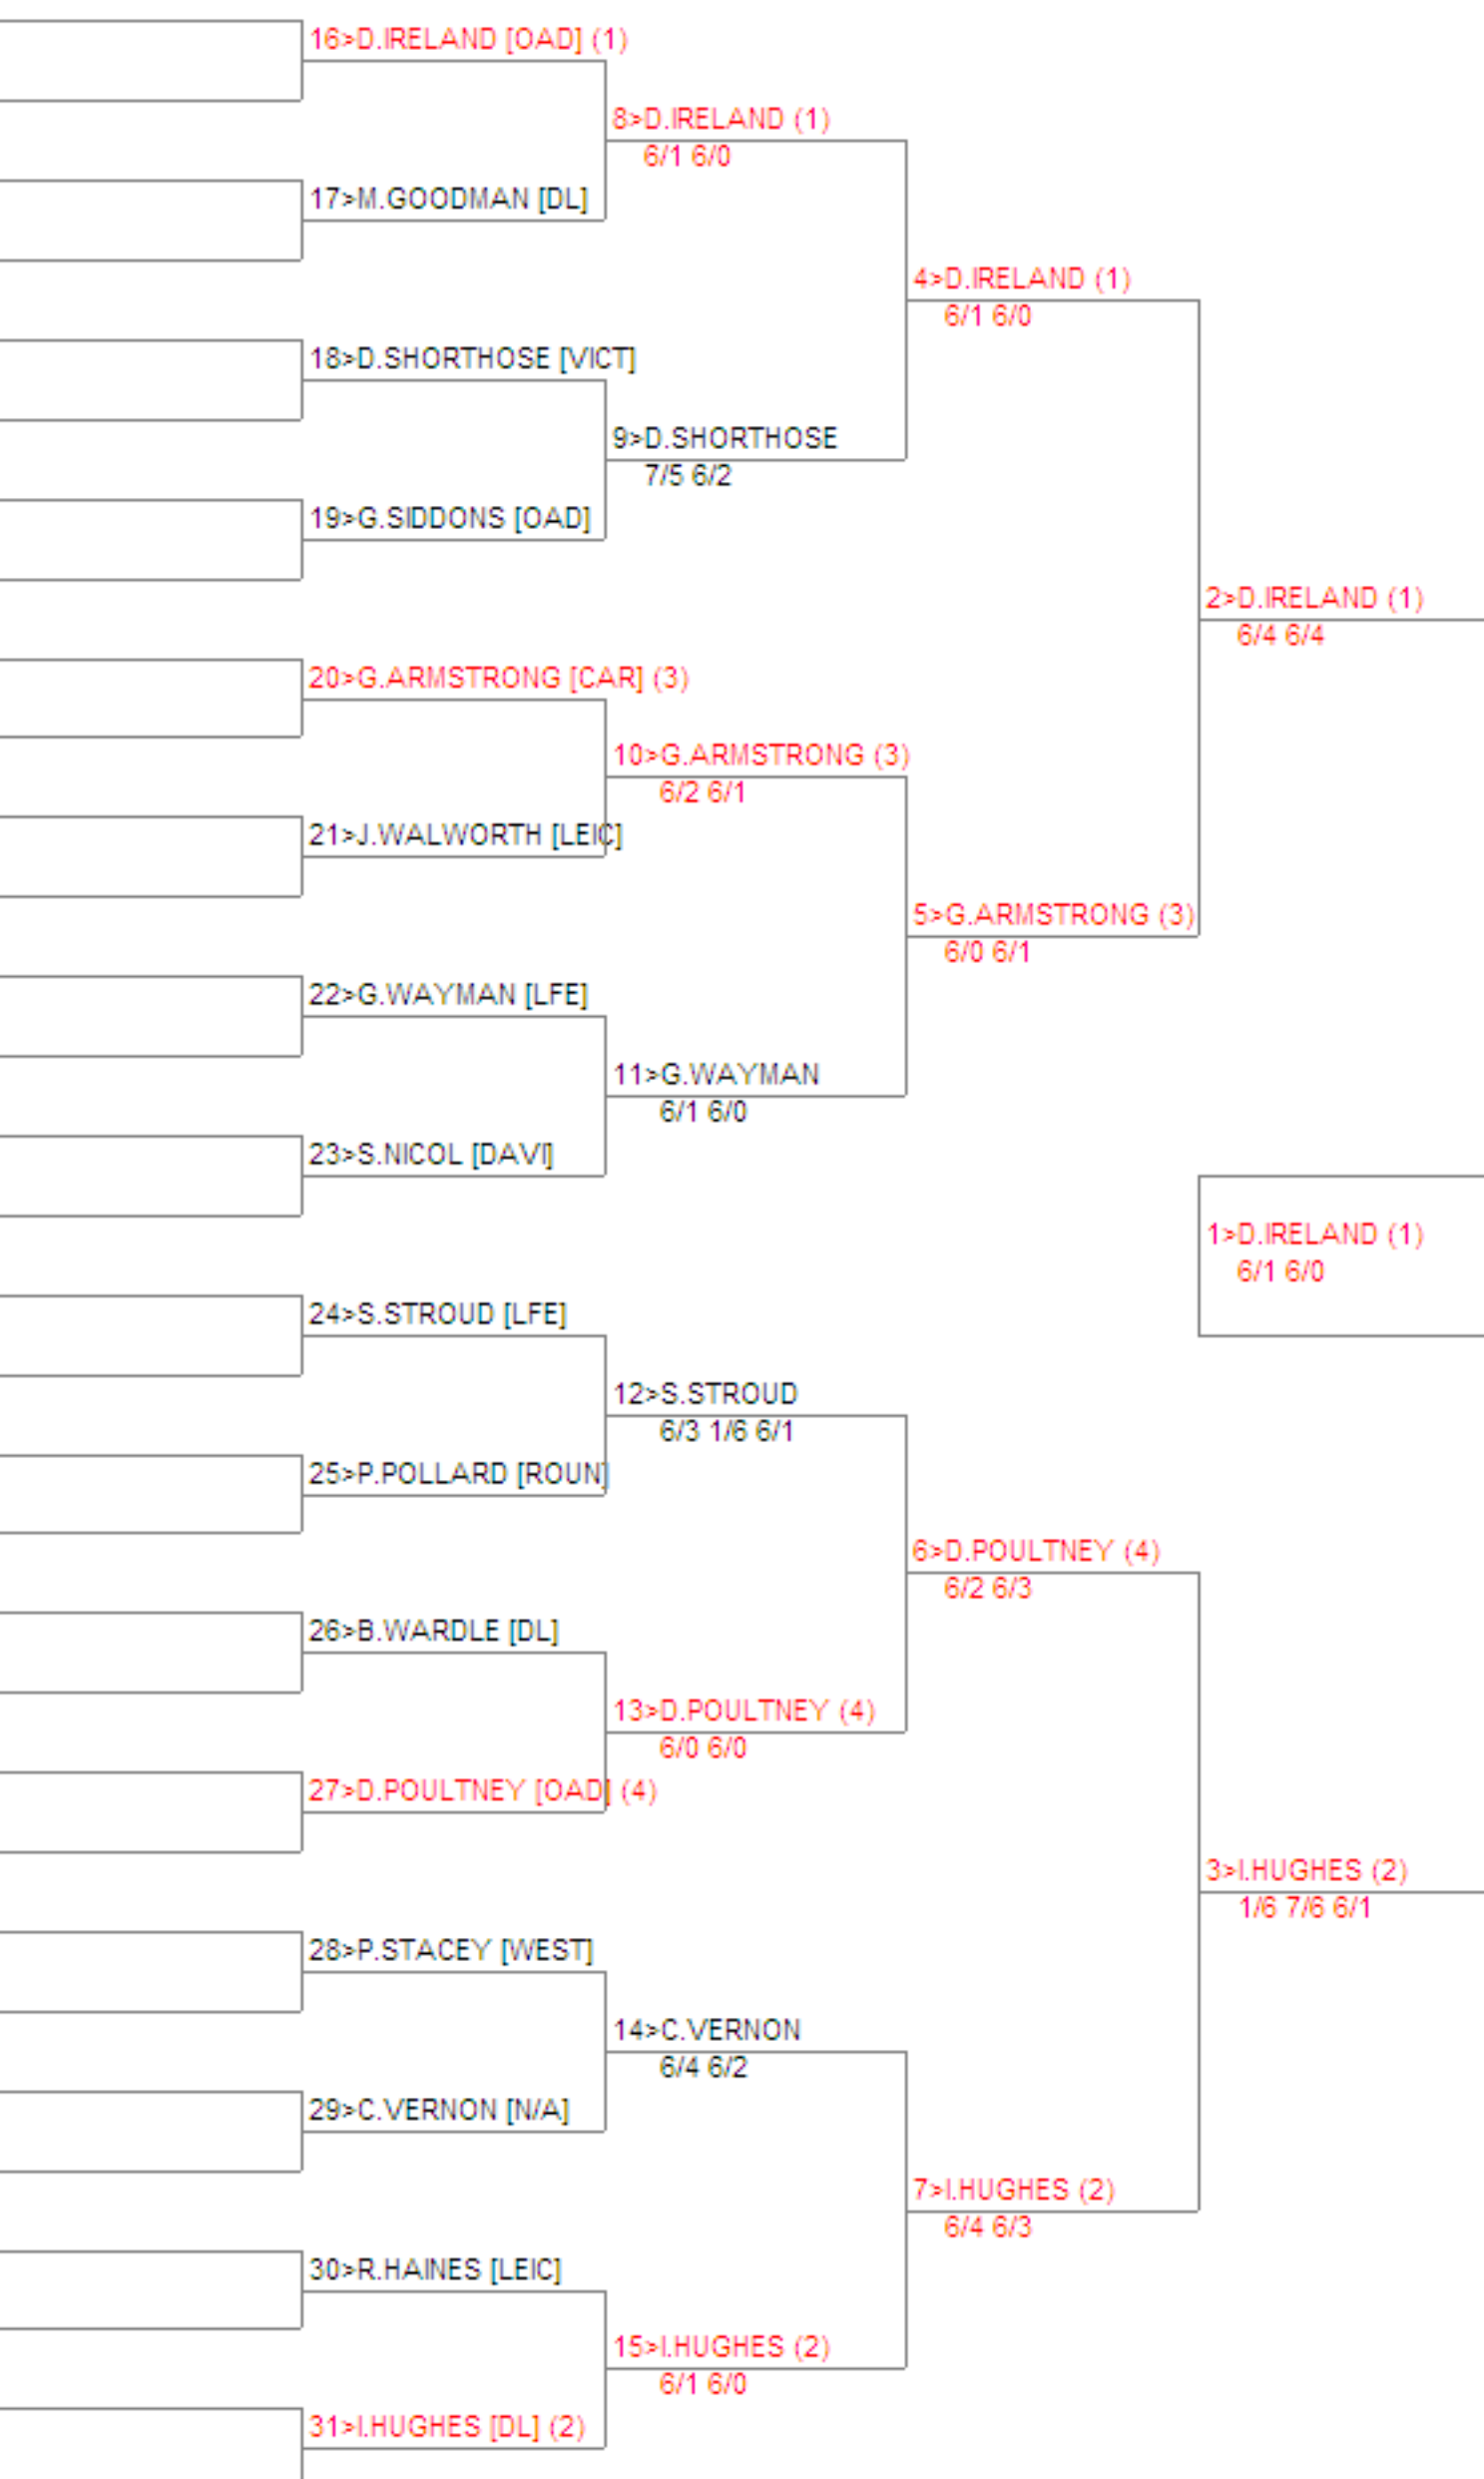 16>D.IRELAND [OAD] (1)
8>D.IRELAND (1)
6/1 6/0
17>M.GOODMAN [DL]
4>D.IRELAND (1)
6/1 6/0
18>D.SHORTHOSE [VICT]
9>D.SHORTHOSE
7/5 6/2
19>G.SIDDONS [OAD]
2>D.IRELAND (1)
6/4 6/4
20>G.ARMSTRONG [CAR] (3)
10>G.ARMSTRONG (3)
6/2 6/1
21>J.WALWORTH [LEIC]
5>G.ARMSTRONG (3)
6/0 6/1
22>G.WAYMAN [LFE]
11>G.WAYMAN
6/1 6/0
23>S.NICOL [DAVI]
1>D.IRELAND (1)
6/1 6/0
24>S.STROUD [LFE]
12>S.STROUD
6/3 1/6 6/1
25>P.POLLARD [ROUN]
6>D.POULTNEY (4)
6/2 6/3
26>B.WARDLE [DL]
13>D.POULTNEY (4)
6/0 6/0
27>D.POULTNEY [OAD] (4)
3>I.HUGHES (2)
1/6 7/6 6/1
28>P.STACEY [WEST]
14>C.VERNON
6/4 6/2
29>C.VERNON [N/A]
7>I.HUGHES (2)
6/4 6/3
30>R.HAINES [LEIC]
15>I.HUGHES (2)
6/1 6/0
31>I.HUGHES [DL] (2)